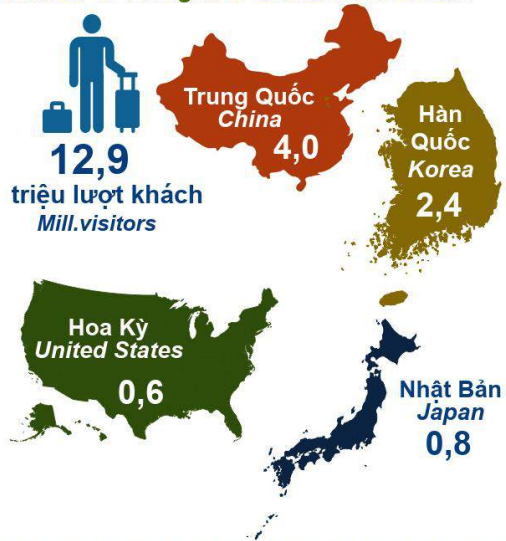 12,9
triệu lượt khách
Mill.visitors
Trung Quốc
China
4,0
Hàn
Quốc
Korea
2,4
Hoa Kỳ
United States
0,6
Nhật Bản
Japan
0,8